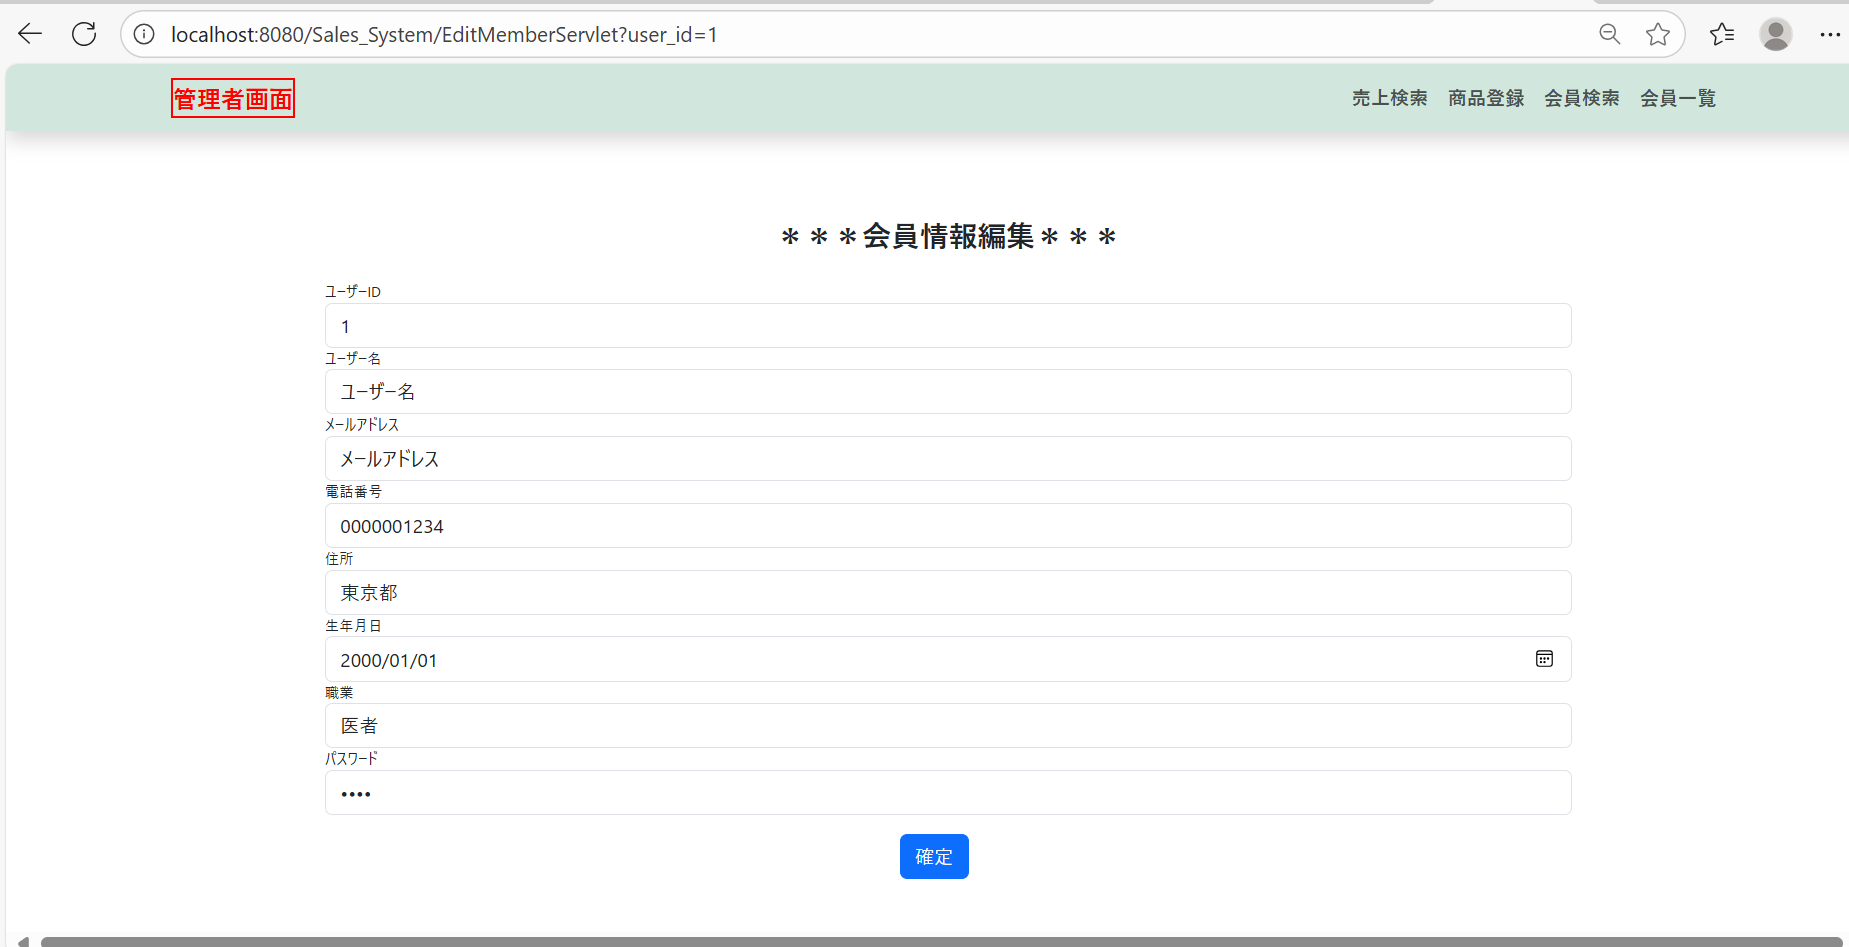 localhost:8080/Sales_System/EditMemberServlet?user_id=1
管理者画面
売上検索 商品登録 会員検索 会員一覧
＊＊＊会員情報編集＊＊＊
ユーザーID
1
ユーザー名
ユーザー名
メールアドレス
メールアドレス
電話番号
0000001234
住所
東京都
生年月日
2000/01/01
職業
医者
パスワード
••••
確定